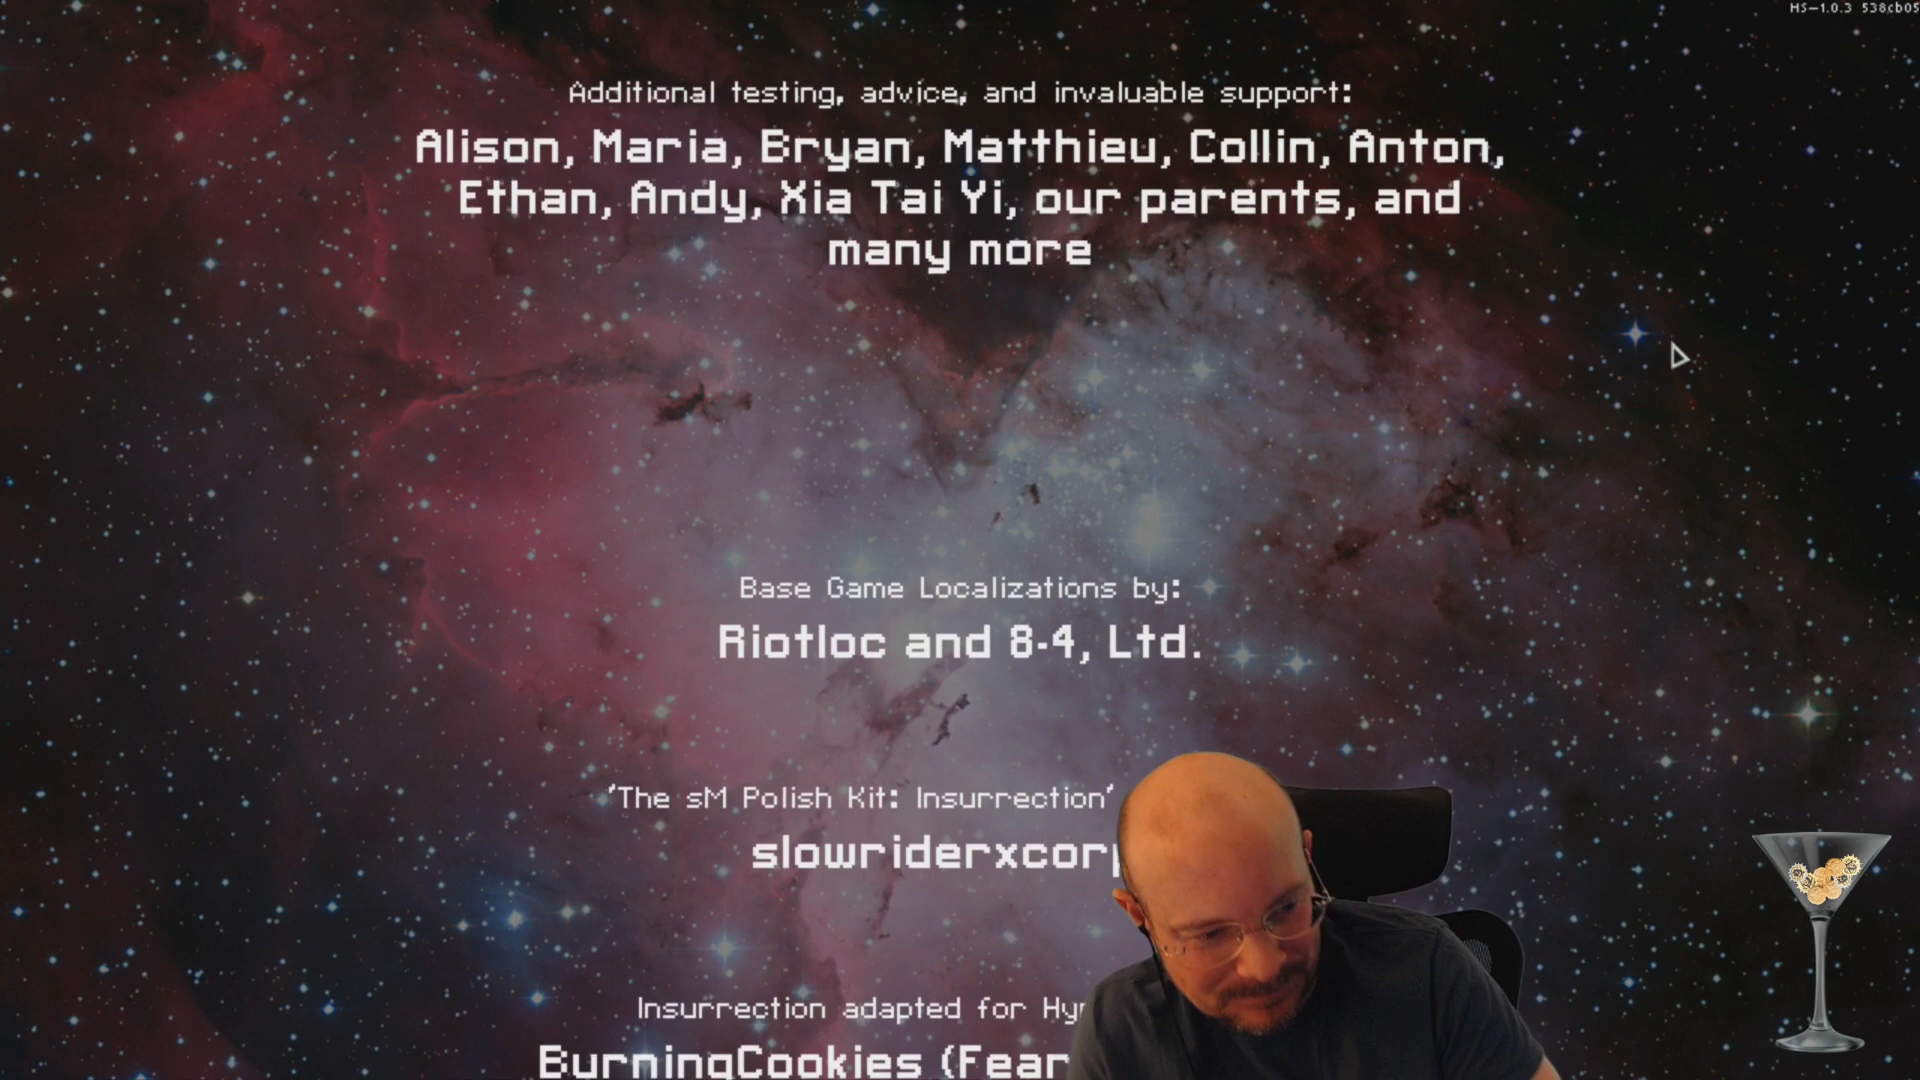 HS-1.0.3 538cb05
Additional testing, advice, and invaluable support:
Alison, Maria, Bryan, Matthieu, Collin, Anton,
Ethan, Andy, Xia Tai Yi, our parents, and
many more
Base Game Localizations by:
Riotloc and 8-4, Ltd.
'The sM Polish Kit: Insurrection'
Insurrection adapted for
BurningCookies (Fear